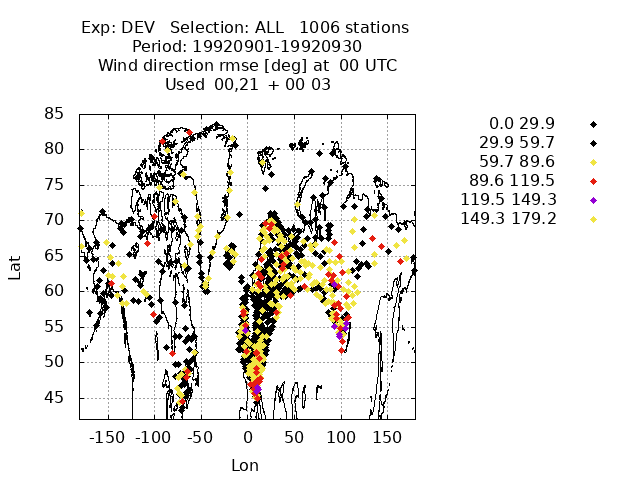 Exp: DEV   Selection: ALL   1006 stations
Period: 19920901-19920930
Wind direction rmse [deg] at  00 UTC
Used  00,21  + 00 03
85
80
75
70
65
60
55
50
45
Lat
-150 -100 -50 0 50 100 150
Lon
0.0 29.9
29.9 59.7
59.7 89.6
89.6 119.5
119.5 149.3
149.3 179.2